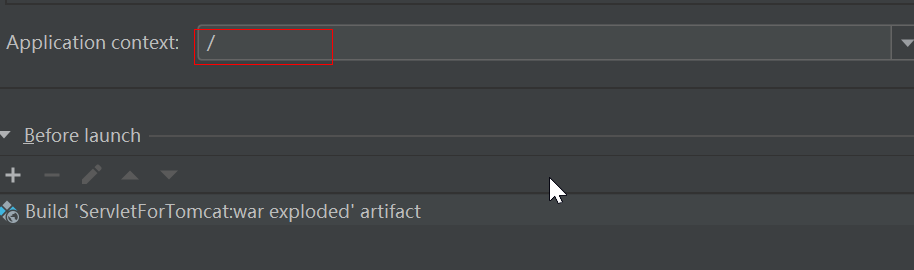 Application context: /
Before launch
Build 'ServletForTomcat:war exploded' artifact